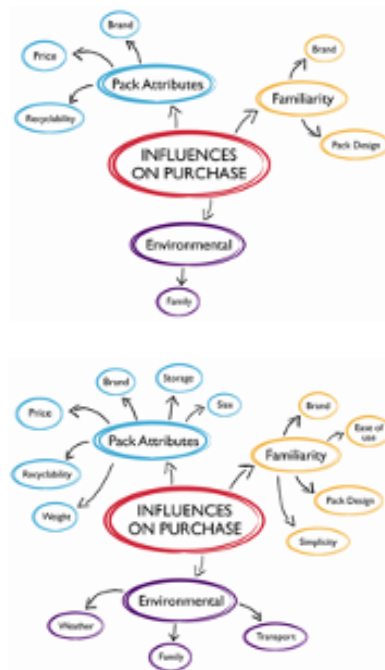 Brand
Price
Pack Attributes
Recyclability
Brand
Familiarity
Pack Design
INFLUENCES
ON PURCHASE
Environmental
Family
Storage
Brand
Size
Price
Pack Attributes
Recyclability
Weight
Brand
Ease of
use
Familiarity
Pack Design
Simplicity
INFLUENCES
ON PURCHASE
Environmental
Weather
Family
Transport